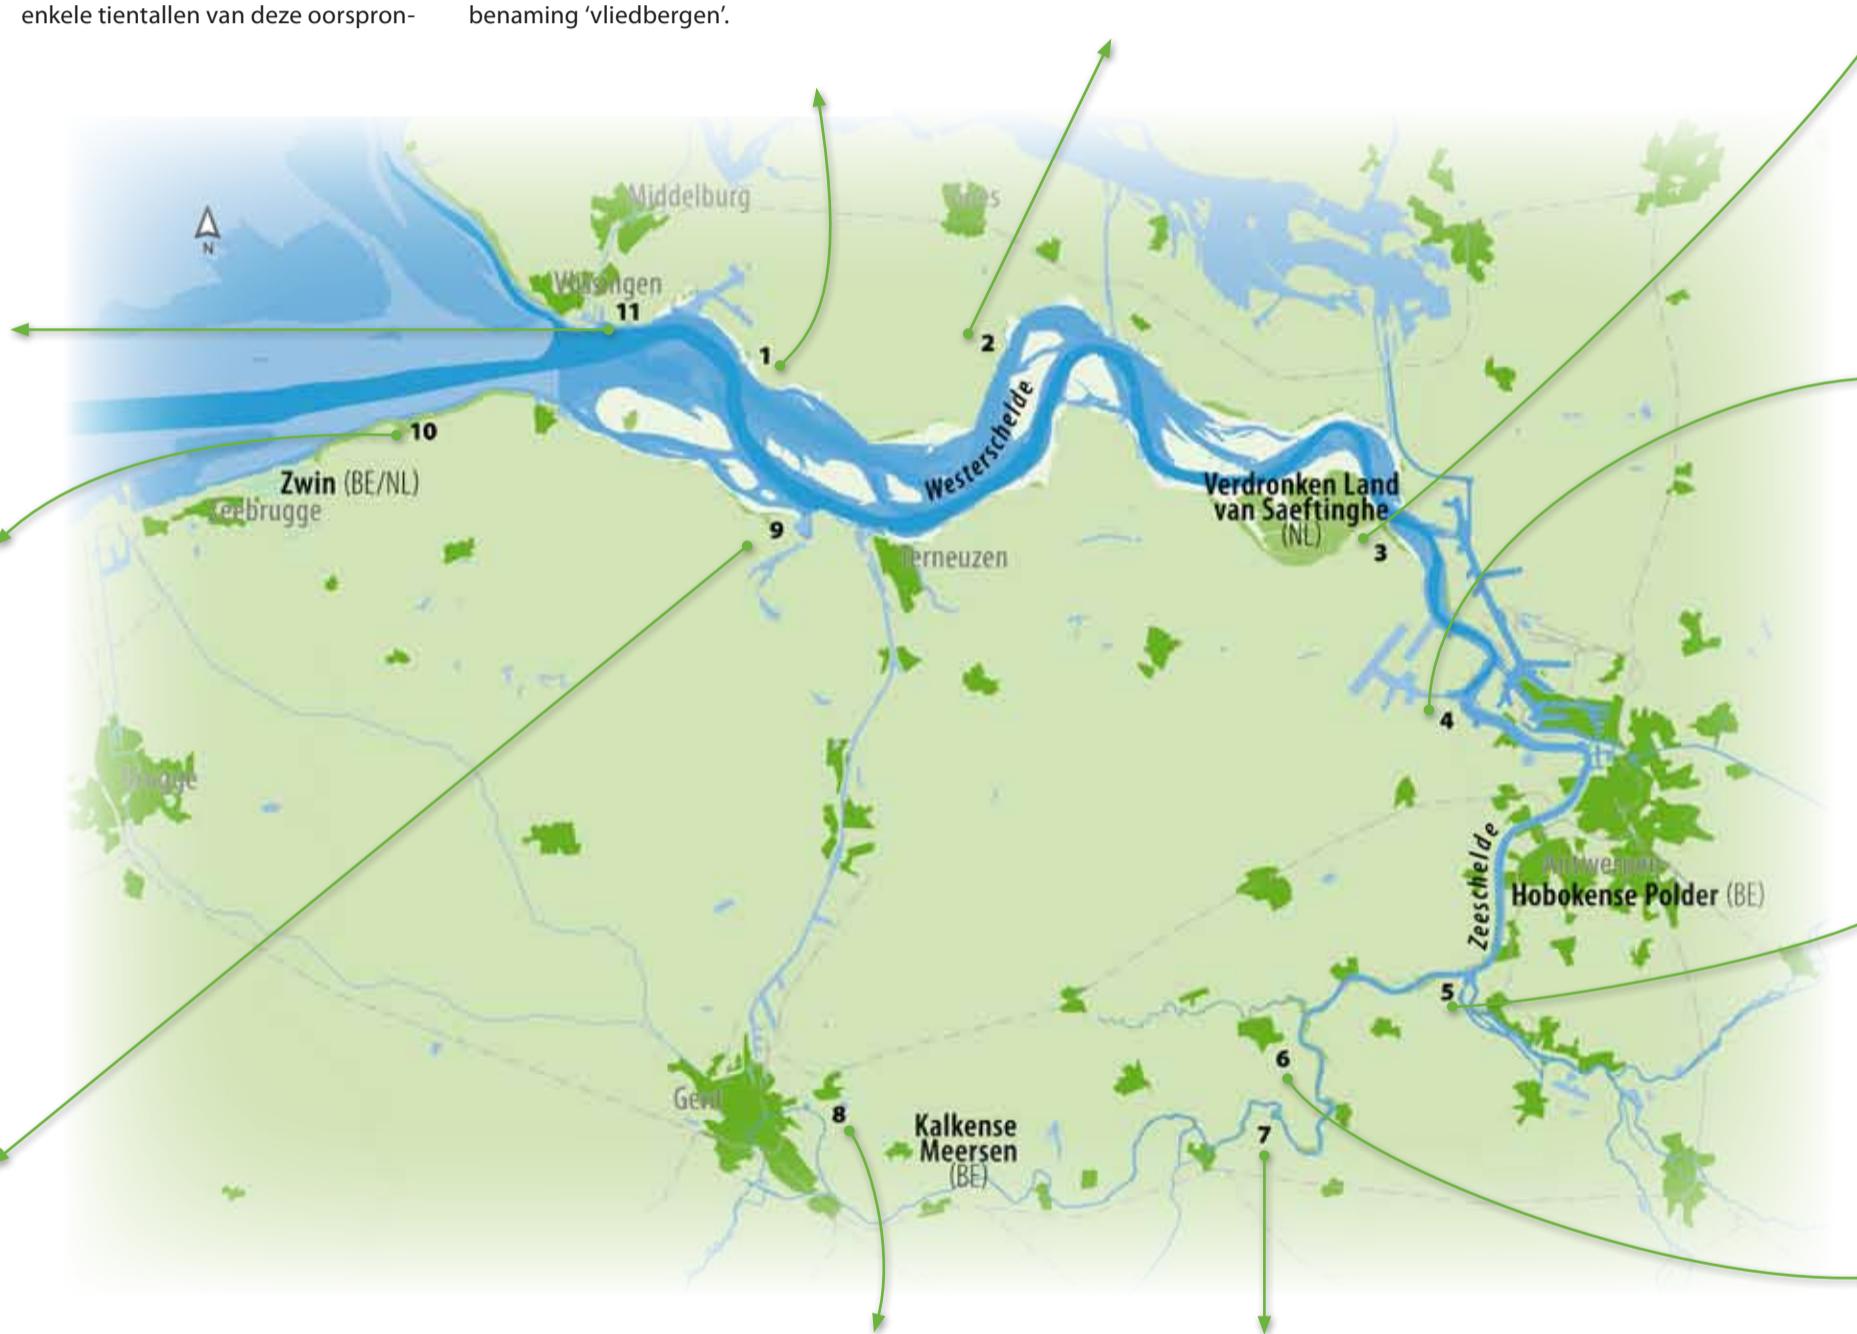 enkele tientallen van deze oorspron-
benaming ‘vliedbergen’.
Middelburg
Goes
N
Vlissingen
11
1
2
10
Westerschelde
Zwin (BE/NL)
Zeebrugge
Verdronken Land
van Saeftinghe
(NL)
9
3
Terneuzen
4
Brugge
Zeeschelde
Antwerpen
Hobokense Polder (BE)
5
6
Gent
8
Kalkense
Meersen
(BE)
7